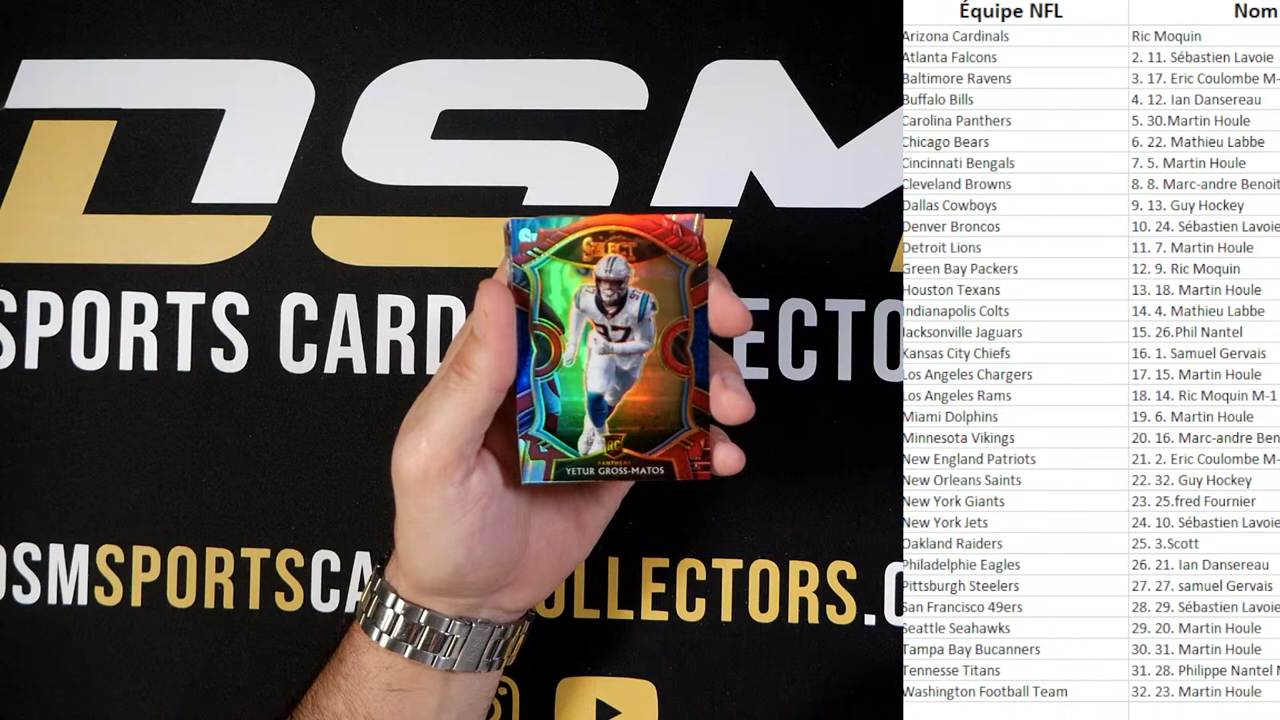 DSM
SPORTS CARD
ECTO
DSMSPORTSCA
OLLECTORS.C
SELECT
97
RC
PANTHERS
YETUR GROSS-MATOS
Équipe NFL Nom
Arizona Cardinals Ric Moquin
Atlanta Falcons 2. 11. Sébastien Lavoie
Baltimore Ravens 3. 17. Eric Coulombe M-
Buffalo Bills 4. 12. Ian Dansereau
Carolina Panthers 5. 30.Martin Houle
Chicago Bears 6. 22. Mathieu Labbe
Cincinnati Bengals 7. 5. Martin Houle
Cleveland Browns 8. 8. Marc-andre Benoit
Dallas Cowboys 9. 13. Guy Hockey
Denver Broncos 10. 24. Sébastien Lavoie
Detroit Lions 11. 7. Martin Houle
Green Bay Packers 12. 9. Ric Moquin
Houston Texans 13. 18. Martin Houle
Indianapolis Colts 14. 4. Mathieu Labbe
Jacksonville Jaguars 15. 26.Phil Nantel
Kansas City Chiefs 16. 1. Samuel Gervais
Los Angeles Chargers 17. 15. Martin Houle
Los Angeles Rams 18. 14. Ric Moquin M-1
Miami Dolphins 19. 6. Martin Houle
Minnesota Vikings 20. 16. Marc-andre Ben
New England Patriots 21. 2. Eric Coulombe M-
New Orleans Saints 22. 32. Guy Hockey
New York Giants 23. 25.fred Fournier
New York Jets 24. 10. Sébastien Lavoie
Oakland Raiders 25. 3.Scott
Philadelphie Eagles 26. 21. Ian Dansereau
Pittsburgh Steelers 27. 27. samuel Gervais
San Francisco 49ers 28. 29. Sébastien Lavoie
Seattle Seahawks 29. 20. Martin Houle
Tampa Bay Bucanners 30. 31. Martin Houle
Tennesse Titans 31. 28. Philippe Nantel M
Washington Football Team 32. 23. Martin Houle